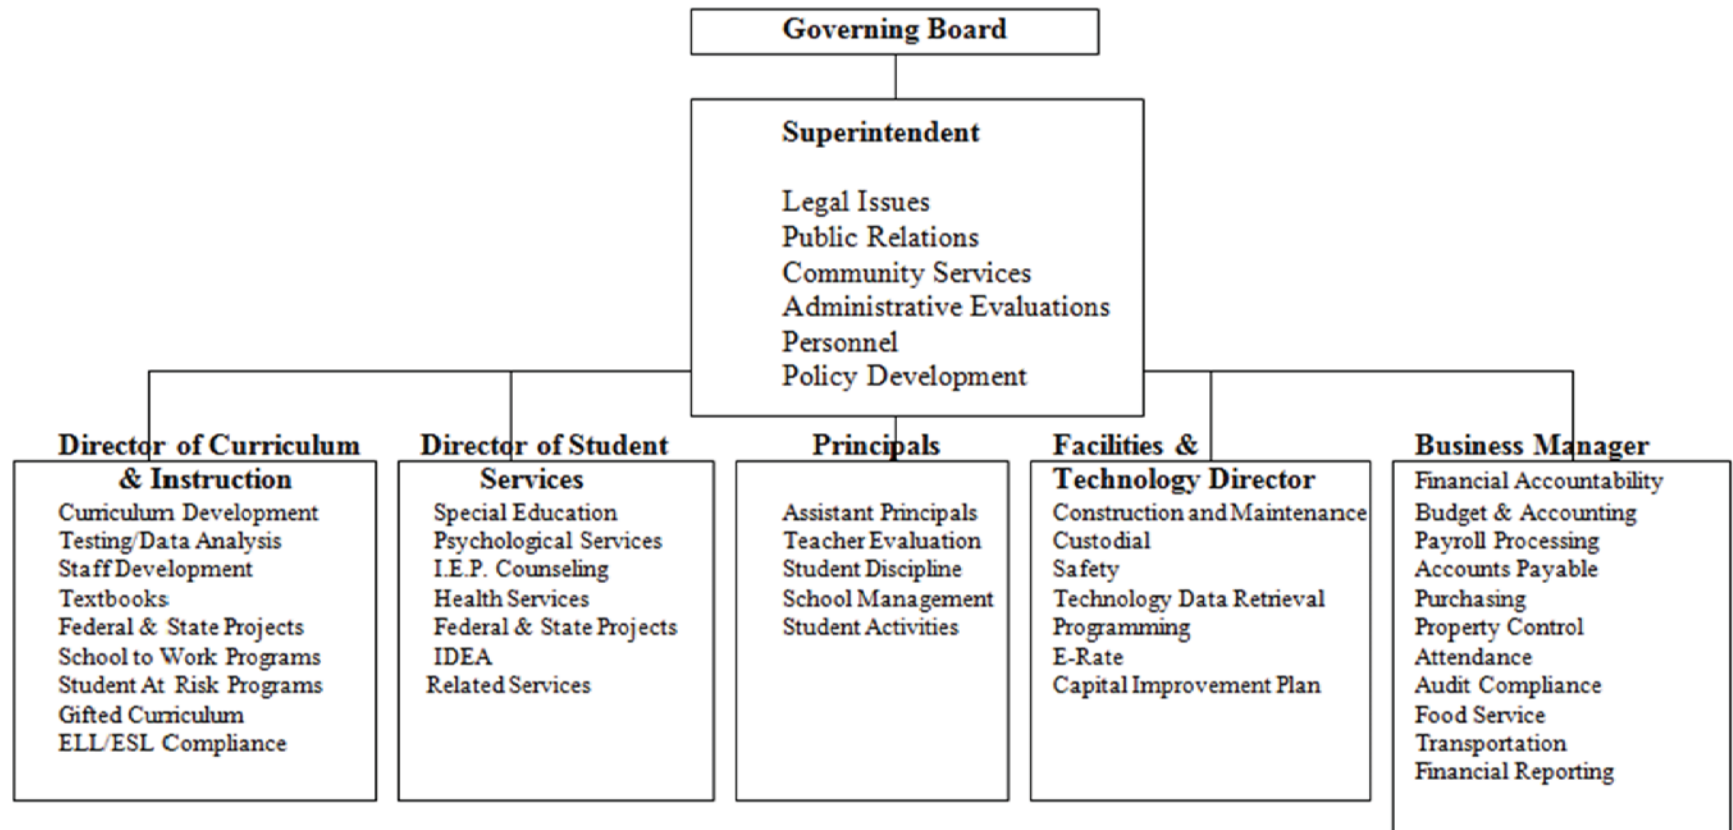 Governing Board
Superintendent
Legal Issues
Public Relations
Community Services
Administrative Evaluations
Personnel
Policy Development
Director of Curriculum
& Instruction
Curriculum Development
Testing/Data Analysis
Staff Development
Textbooks
Federal & State Projects
School to Work Programs
Student At Risk Programs
Gifted Curriculum
ELL/ESL Compliance
Director of Student
Services
Special Education
Psychological Services
I.E.P. Counseling
Health Services
Federal & State Projects
IDEA
Related Services
Principals
Assistant Principals
Teacher Evaluation
Student Discipline
School Management
Student Activities
Facilities &
Technology Director
Construction and Maintenance
Custodial
Safety
Technology Data Retrieval
Programming
E-Rate
Capital Improvement Plan
Business Manager
Financial Accountability
Budget & Accounting
Payroll Processing
Accounts Payable
Purchasing
Property Control
Attendance
Audit Compliance
Food Service
Transportation
Financial Reporting